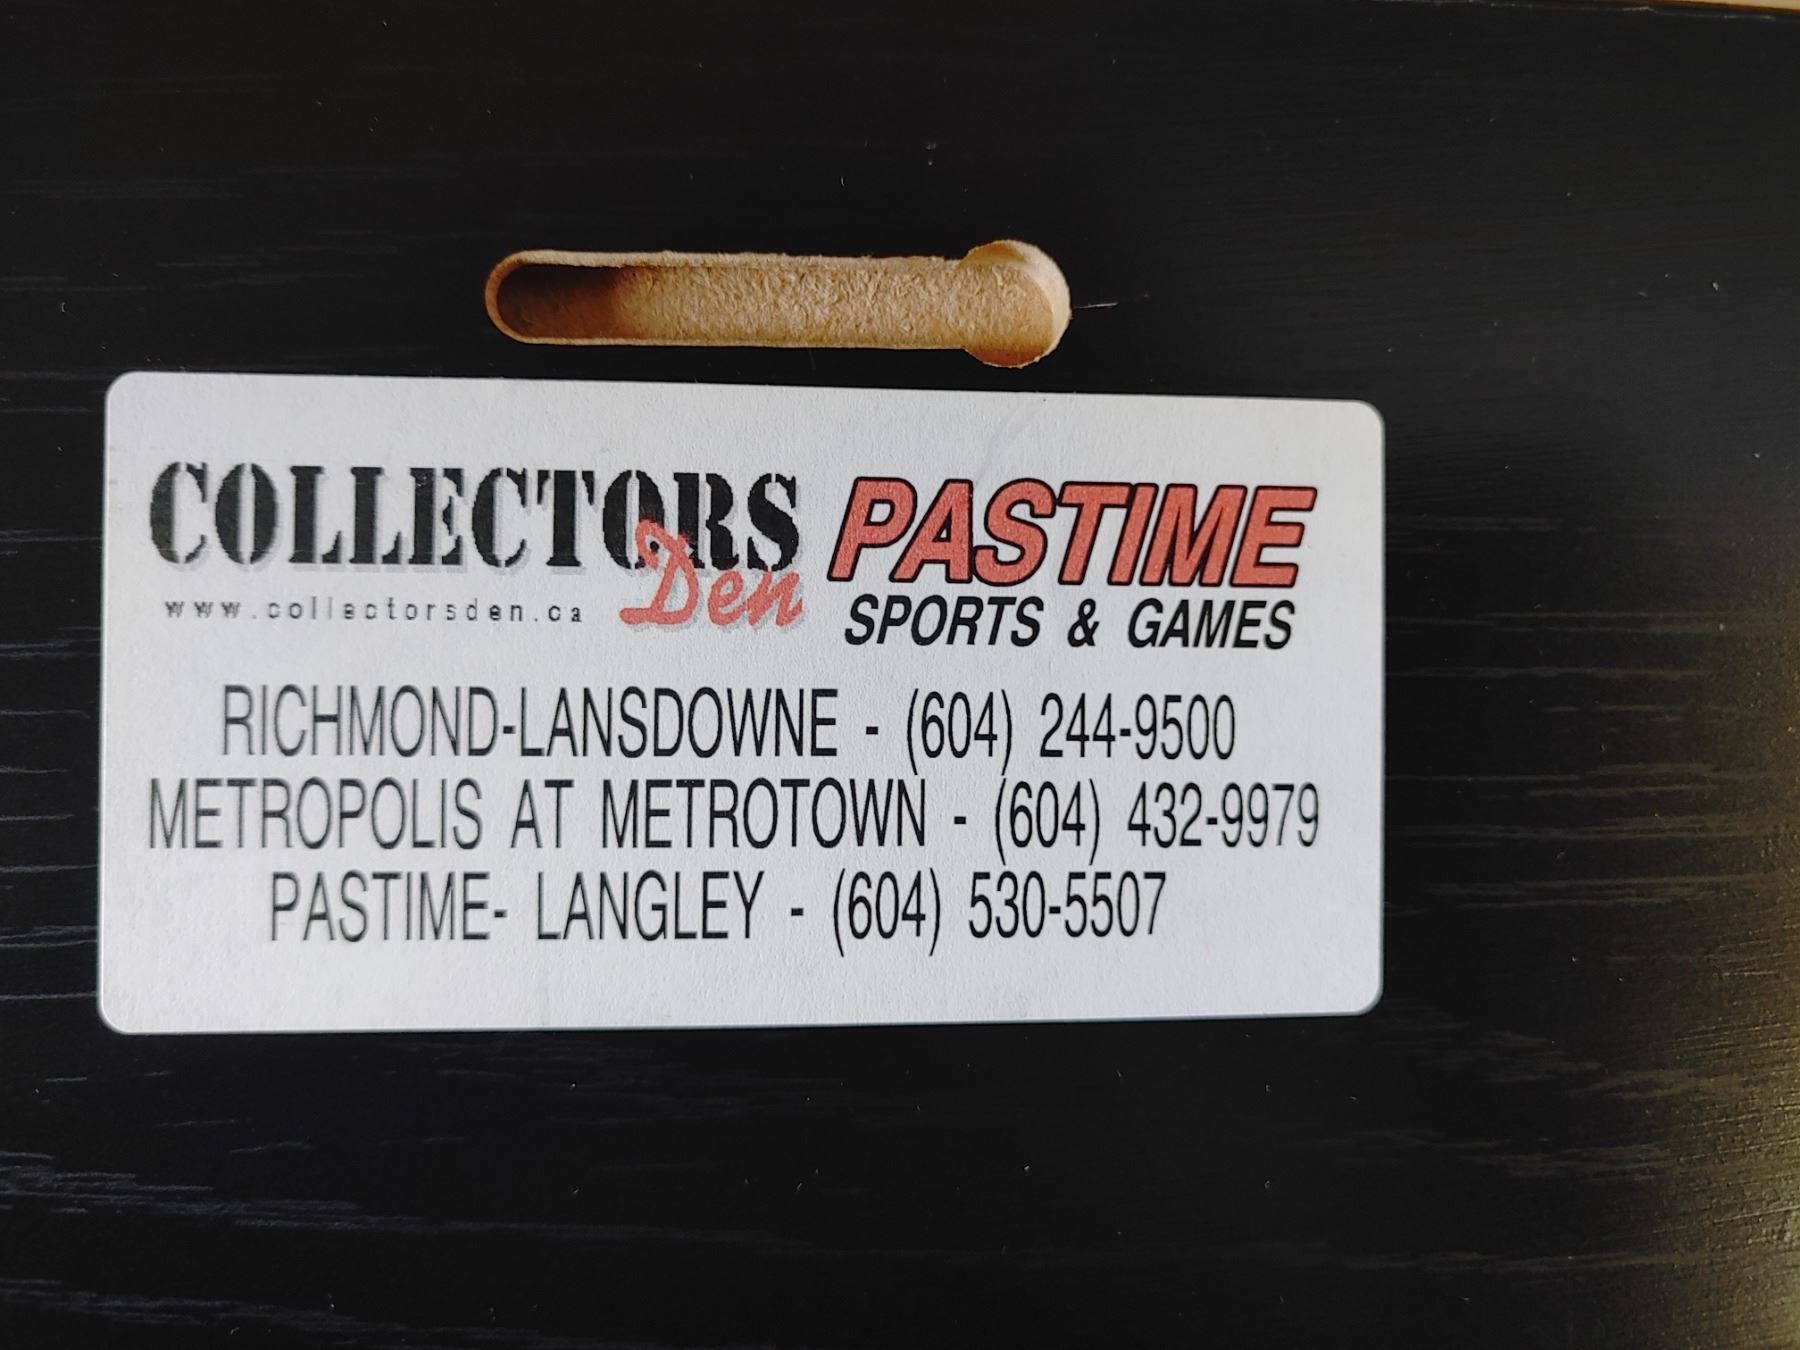 COLLECTORS Den
www.collectorsden.ca
PASTIME
SPORTS & GAMES
RICHMOND-LANSDOWNE - (604) 244-9500
METROPOLIS AT METROTOWN - (604) 432-9979
PASTIME- LANGLEY - (604) 530-5507